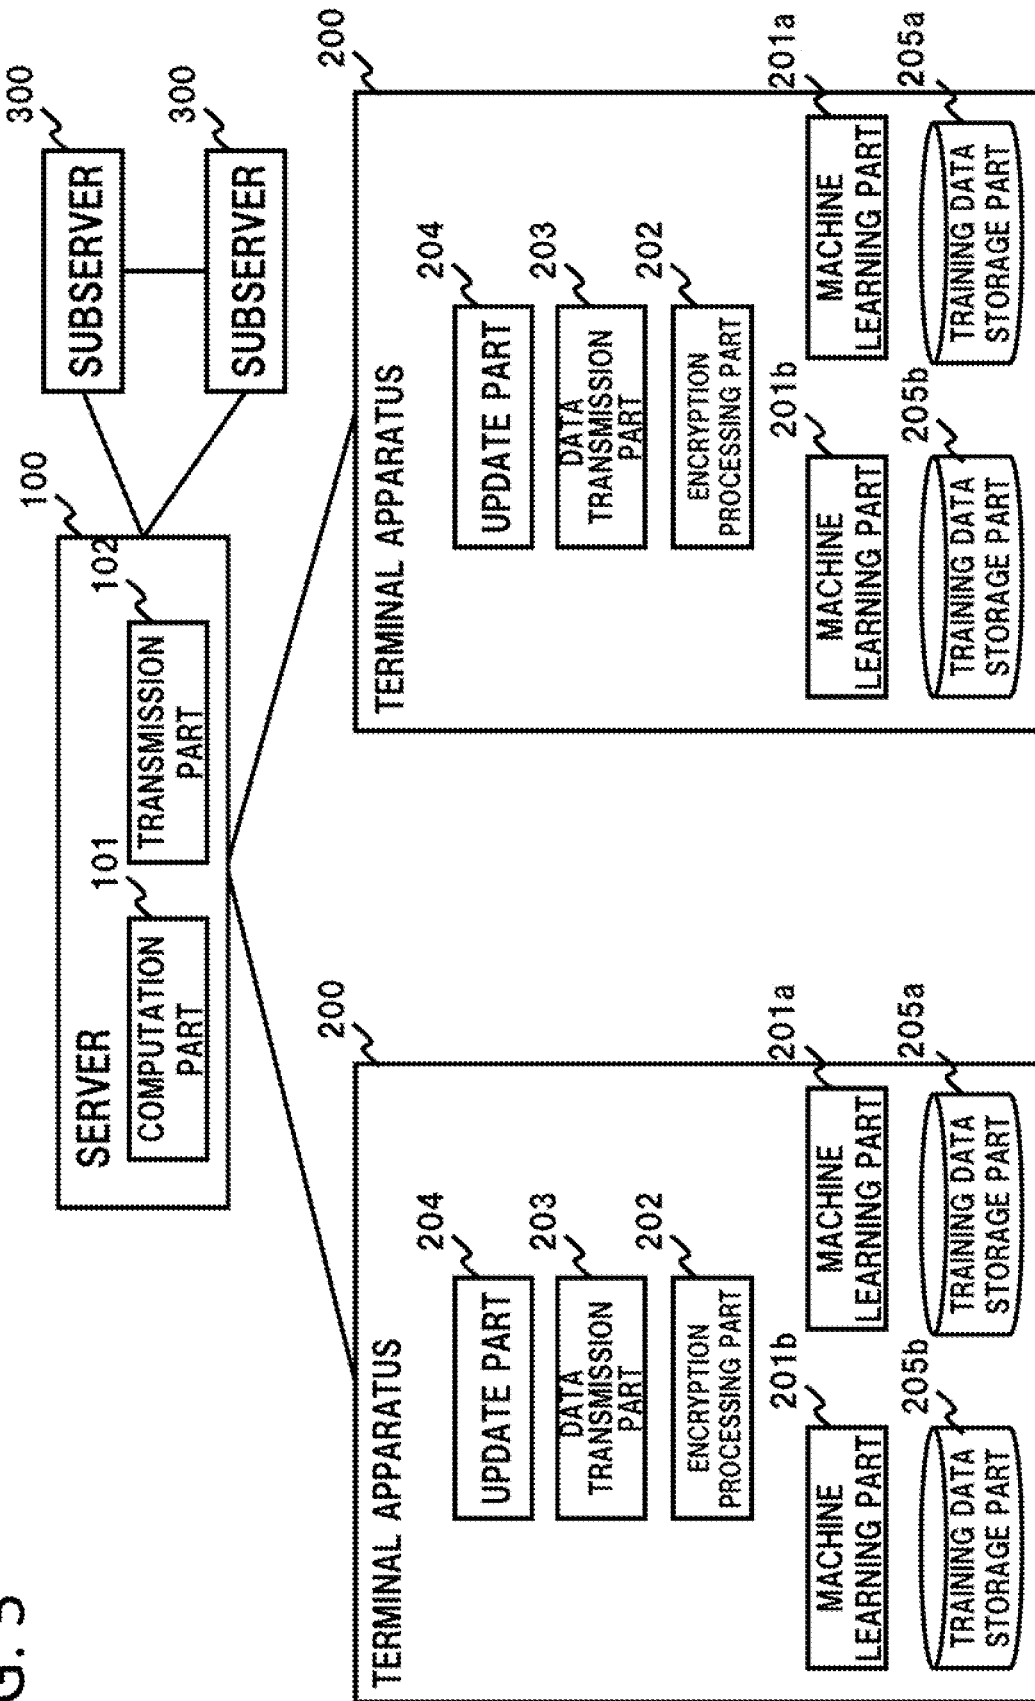 G. 5
SERVER
100
101
COMPUTATION
PART
102
TRANSMISSION
PART
300
SUBSERVER
300
SUBSERVER
200
TERMINAL APPARATUS
204
UPDATE PART
203
DATA
TRANSMISSION
PART
202
ENCRYPTION
PROCESSING PART
201b
MACHINE
LEARNING PART
201a
MACHINE
LEARNING PART
205b
TRAINING DATA
STORAGE PART
205a
TRAINING DATA
STORAGE PART
200
TERMINAL APPARATUS
204
UPDATE PART
203
DATA
TRANSMISSION
PART
202
ENCRYPTION
PROCESSING PART
201b
MACHINE
LEARNING PART
201a
MACHINE
LEARNING PART
205b
TRAINING DATA
STORAGE PART
205a
TRAINING DATA
STORAGE PART